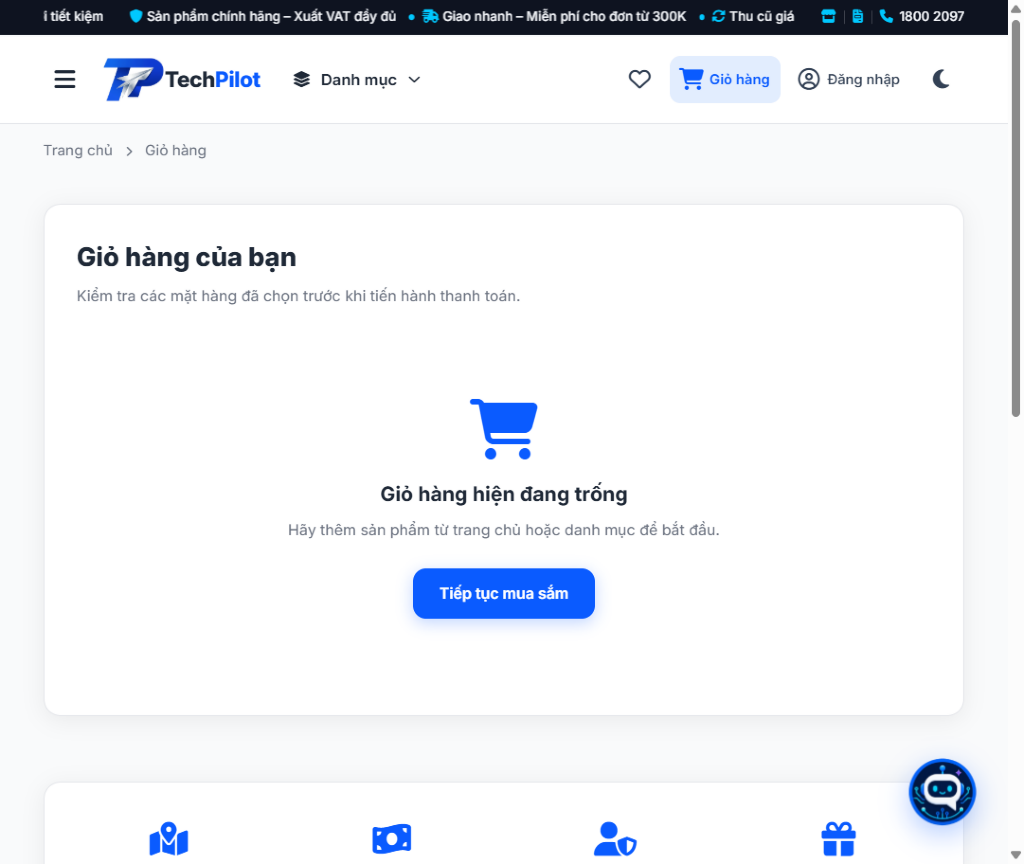 i tiết kiệm
Sản phẩm chính hãng – Xuất VAT đầy đủ
Giao nhanh – Miễn phí cho đơn từ 300K
Thu cũ giá
1800 2097
TP TechPilot
Danh mục
Giỏ hàng
Đăng nhập
Trang chủ > Giỏ hàng
Giỏ hàng của bạn
Kiểm tra các mặt hàng đã chọn trước khi tiến hành thanh toán.
Giỏ hàng hiện đang trống
Hãy thêm sản phẩm từ trang chủ hoặc danh mục để bắt đầu.
Tiếp tục mua sắm